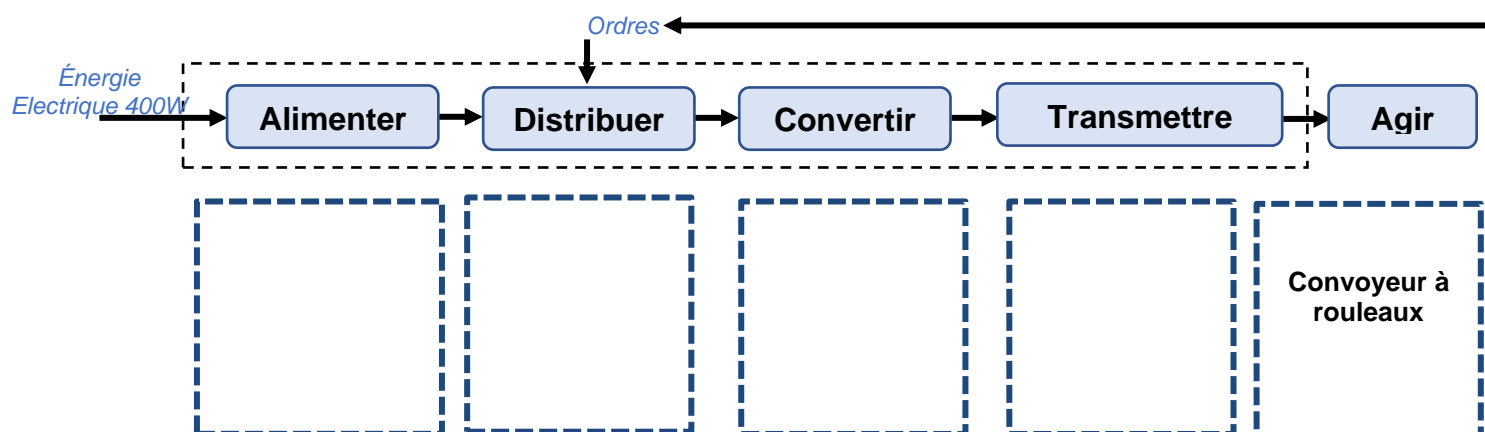 Ordres
Énergie
Electrique 400W
Alimenter
Distribuer
Convertir
Transmettre
Agir
Convoyeur à
rouleaux